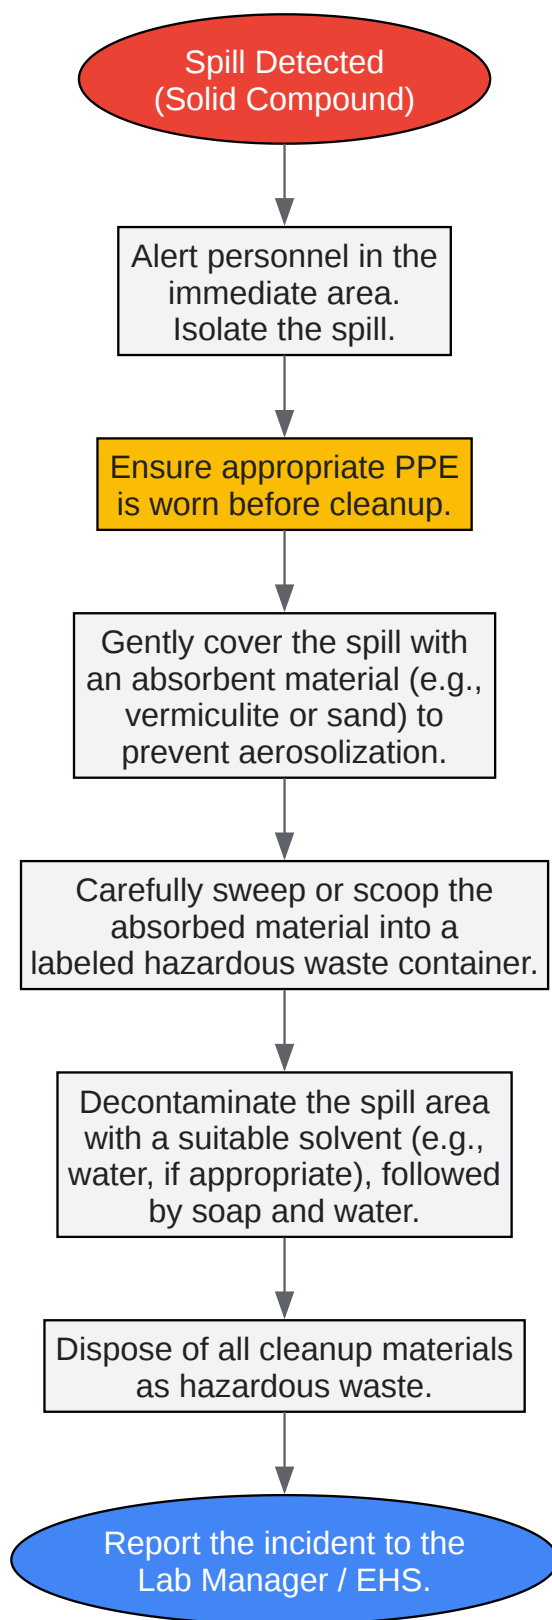 Spill Detected
(Solid Compound)
Alert personnel in the
immediate area.
Isolate the spill.
Ensure appropriate PPE
is worn before cleanup.
Gently cover the spill with
an absorbent material (e.g.,
vermiculite or sand) to
prevent aerosolization.
Carefully sweep or scoop the
absorbed material into a
labeled hazardous waste container.
Decontaminate the spill area
with a suitable solvent (e.g.,
water, if appropriate), followed
by soap and water.
Dispose of all cleanup materials
as hazardous waste.
Report the incident to the
Lab Manager / EHS.